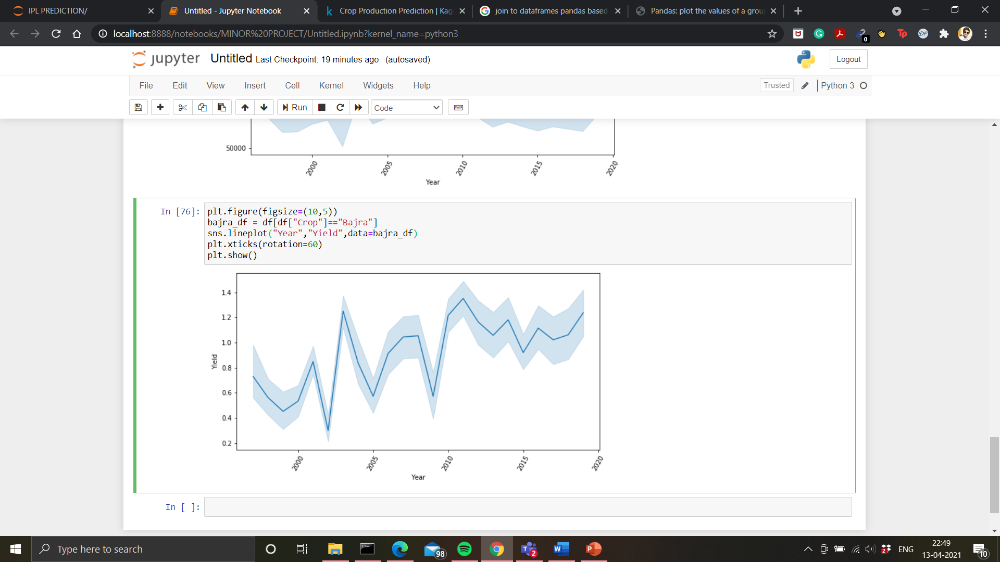 IPL PREDICTION/
Untitled - Jupyter Notebook
Crop Production Prediction | Kag
join to dataframes pandas based
Pandas: plot the values of a grou
localhost:8888/notebooks/MINOR%20PROJECT/Untitled.ipynb?kernel_name=python3
0
Tp
DP
jupyter Untitled Last Checkpoint: 19 minutes ago (autosaved)
Logout
File Edit View Insert Cell Kernel Widgets Help
Trusted
Python 3
Run
Code
50000
2000 2005 2010 2015 2020
Year
In [76]:
plt.figure(figsize=(10,5))
bajra_df = df[df["Crop"]=="Bajra"]
sns.lineplot("Year","Yield",data=bajra_df)
plt.xticks(rotation=60)
plt.show()
1.4
1.2
1.0
0.8
0.6
0.4
0.2
Yield
2000 2005 2010 2015 2020
Year
In [ ]:
Type here to search
98
2
2
ENG
22:49
13-04-2021
10